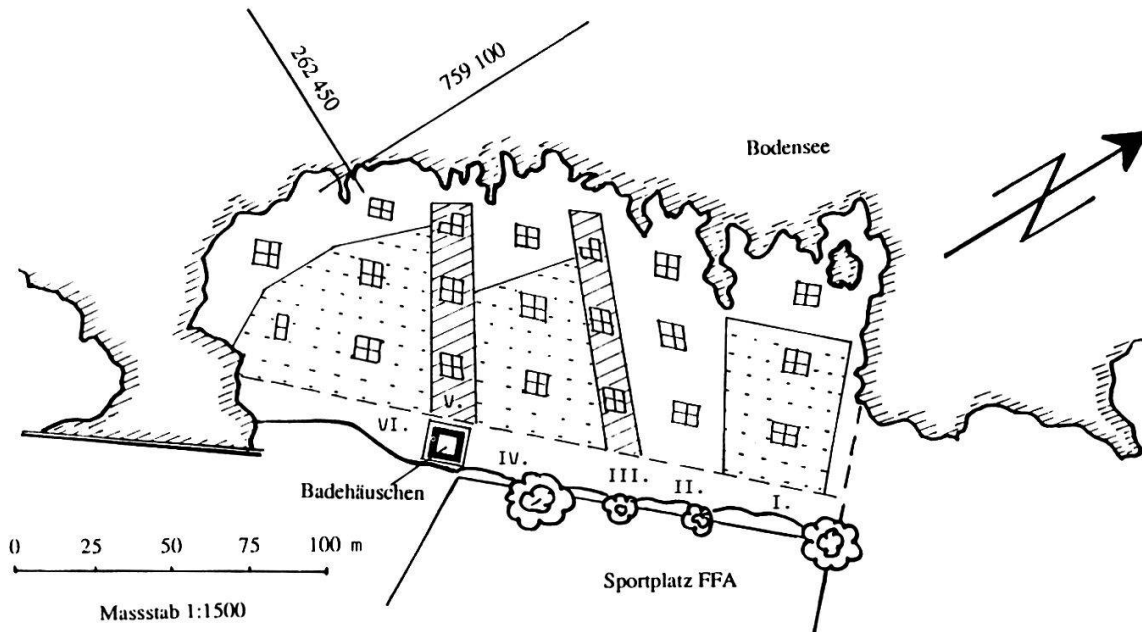 262 450
759 100
Bodensee
V.
VI.
IV.
III.
II.
I.
Badehäuschen
0 25 50 75 100 m
Sportplatz FFA
Massstab 1:1500